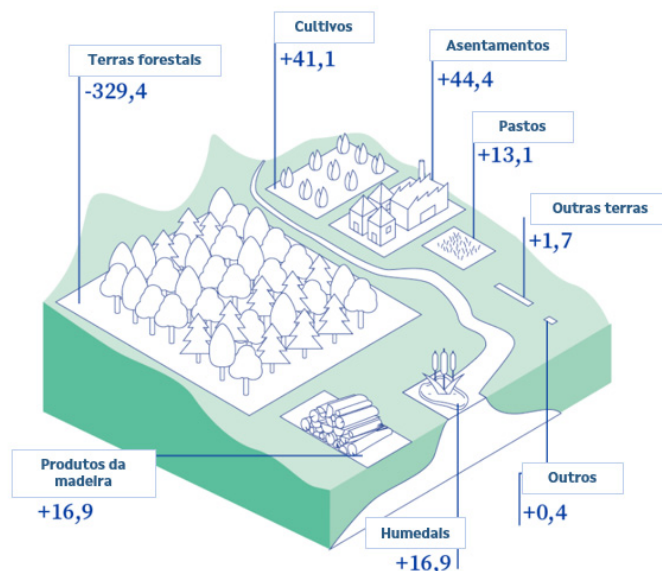 Cultivos
+41,1
Asentamentos
+44,4
Terras forestais
-329,4
Pastos
+13,1
Outras terras
+1,7
Produtos da
madeira
+16,9
Outros
+0,4
Humedais
+16,9